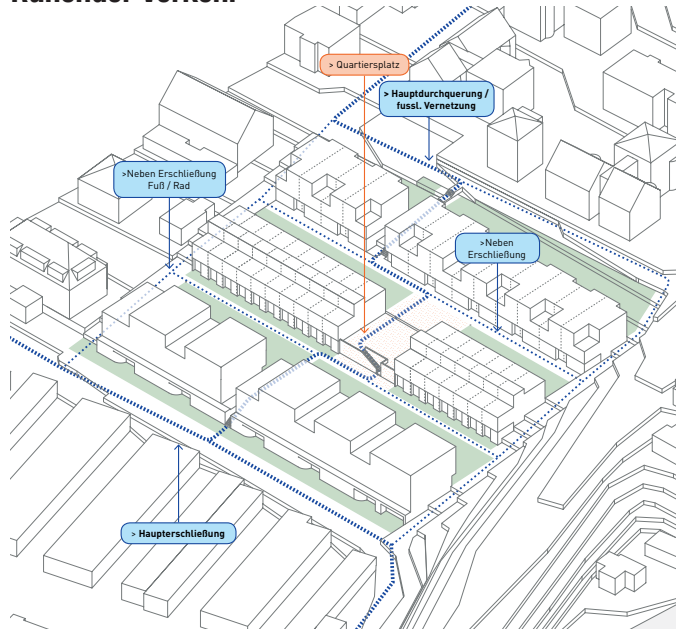 > Quartiersplatz
> Hauptdurchquerung /
fussl. Vernetzung
>Neben Erschließung
Fuß / Rad
>Neben
Erschließung
> Haupterschließung